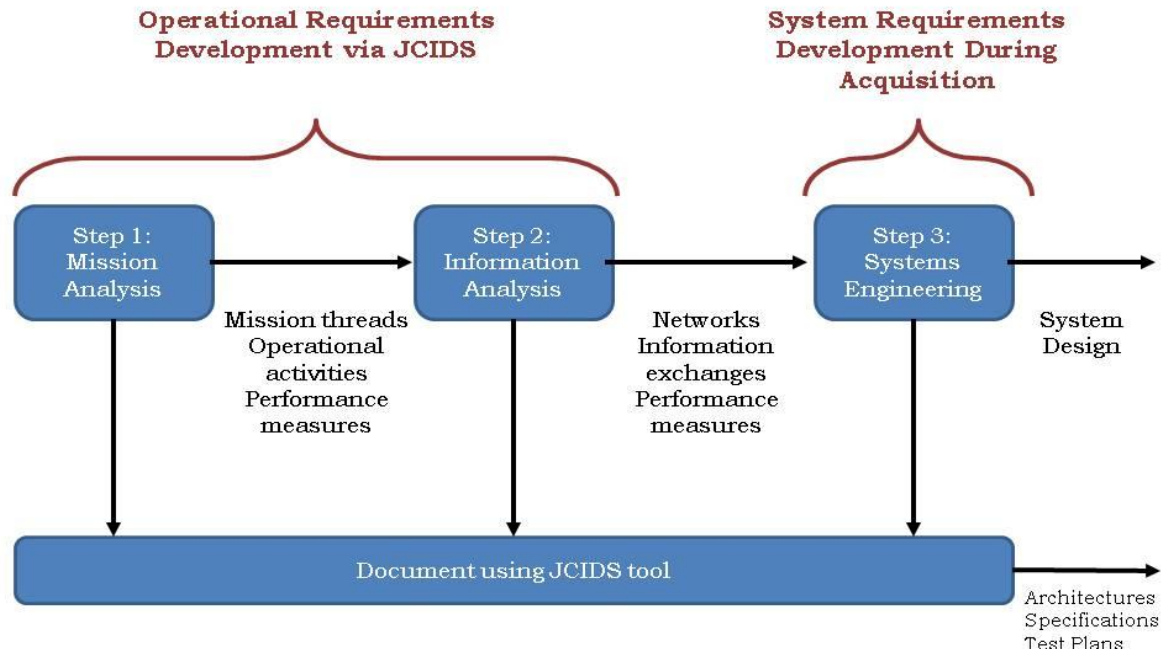 Operational Requirements
Development via JCIDS
System Requirements
Development During
Acquisition
Step 1:
Mission
Analysis
Step 2:
Information
Analysis
Step 3:
Systems
Engineering
Mission threads
Operational
activities
Performance
measures
Networks
Information
exchanges
Performance
measures
System
Design
Document using JCIDS tool
Architectures
Specifications
Test Plans